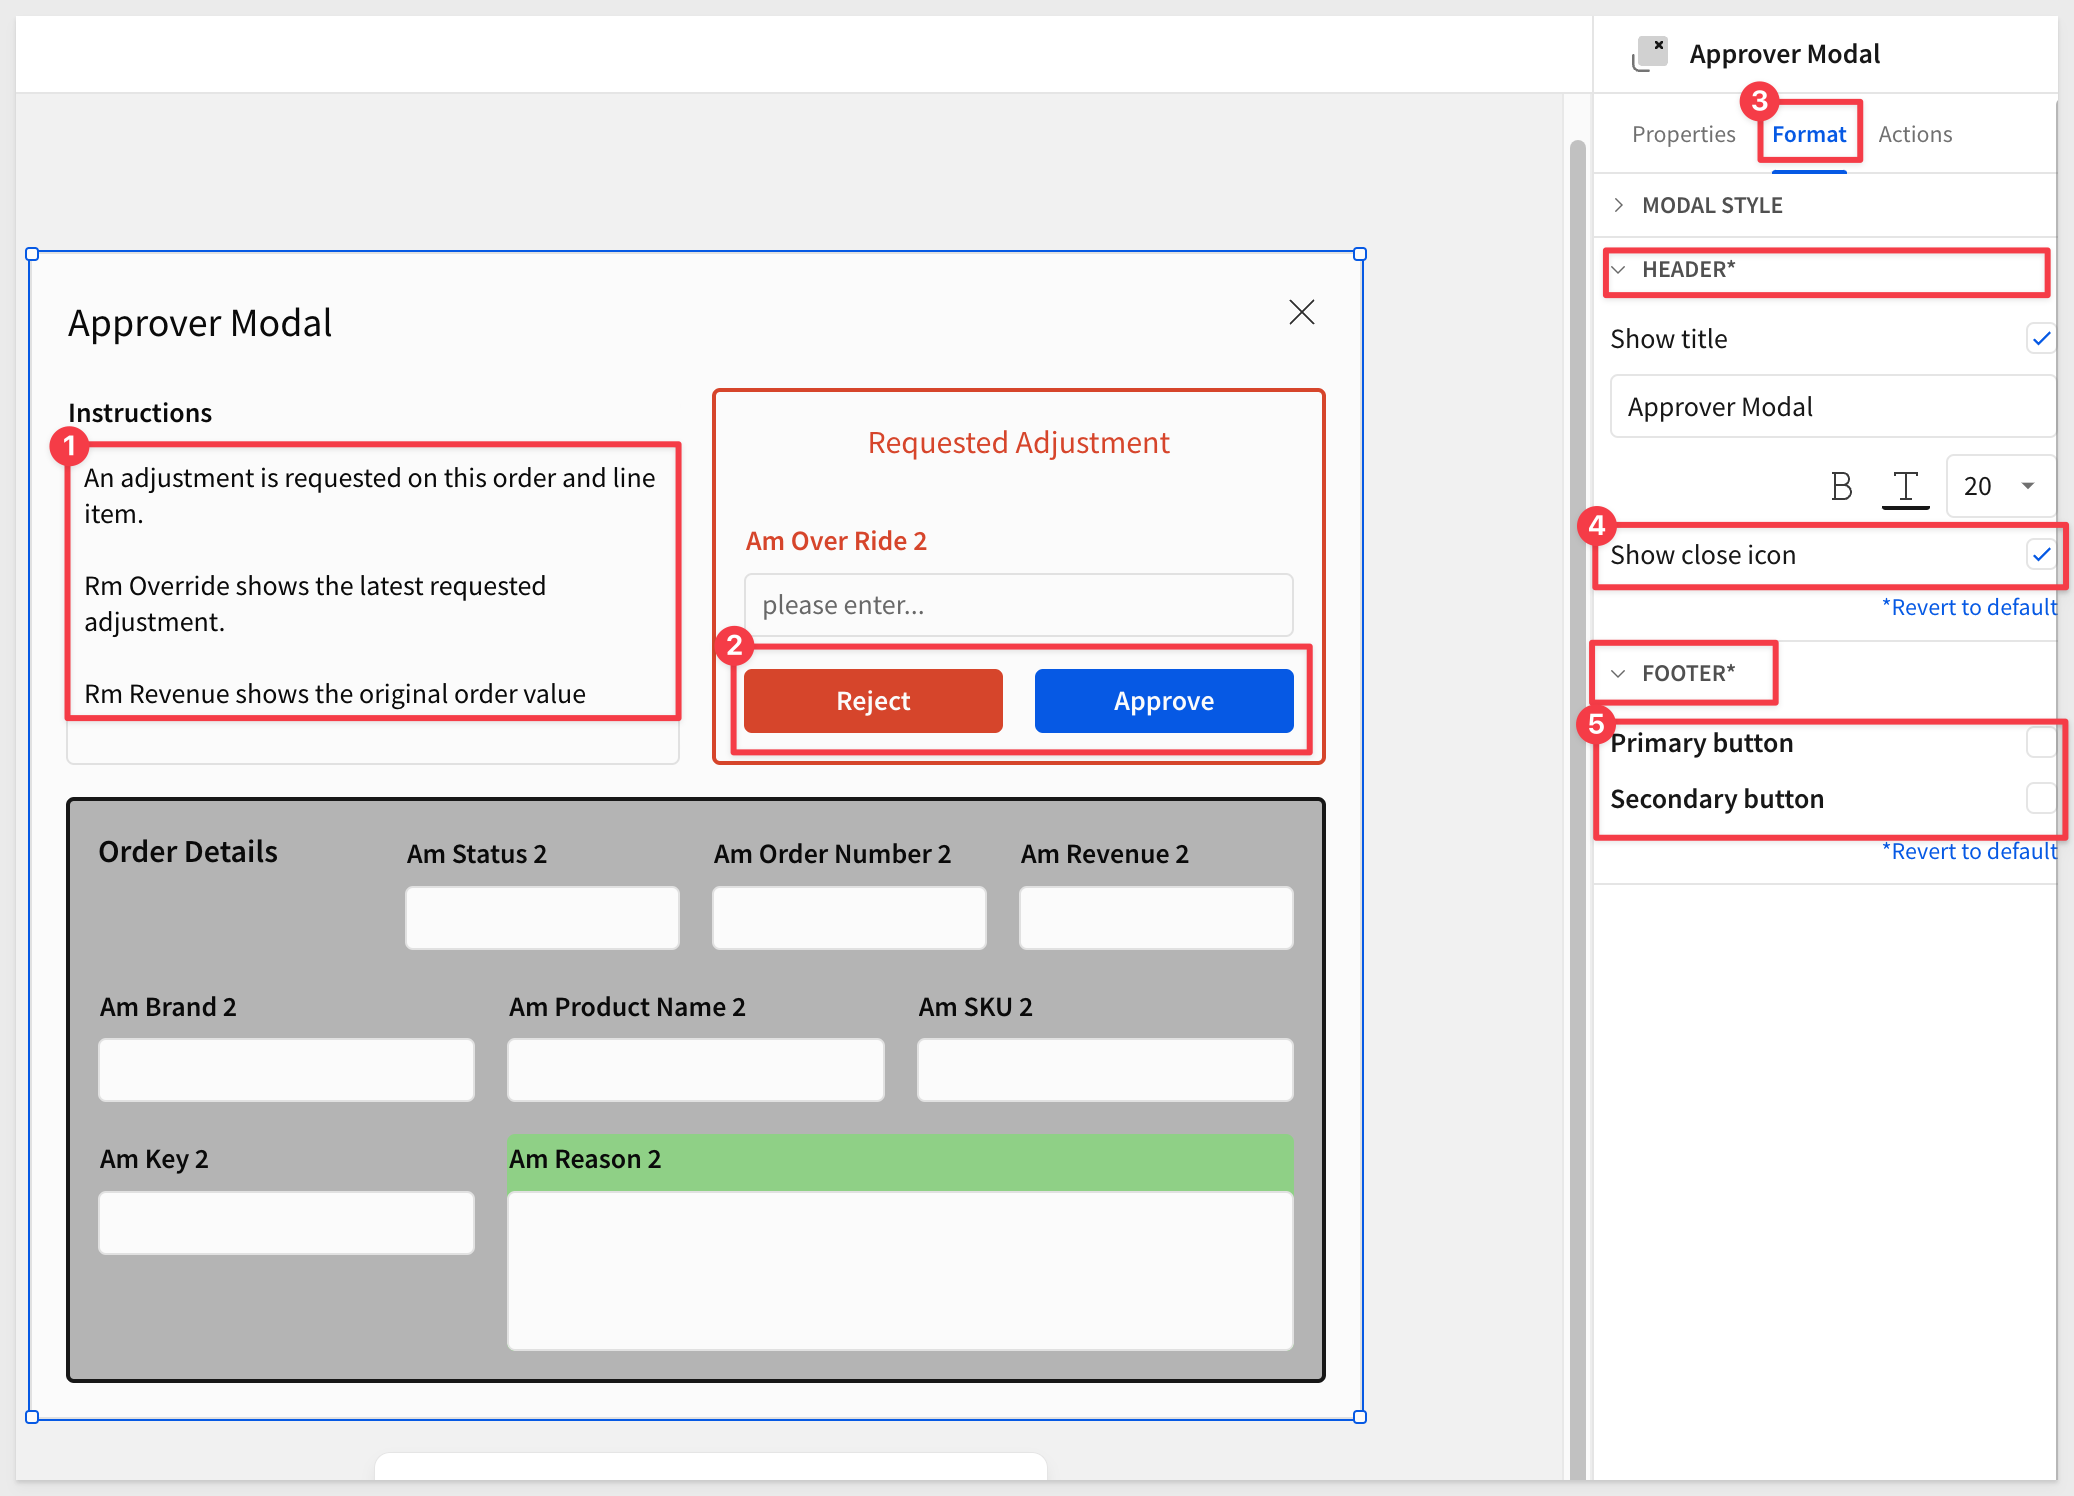 Approver Modal
3
Properties
Format
Actions
MODAL STYLE
HEADER*
Show title
Approver Modal
B T 20
4
Show close icon
*Revert to default
FOOTER*
5
Primary button
Secondary button
*Revert to default
Approver Modal
Instructions
1
An adjustment is requested on this order and line
item.
Rm Override shows the latest requested
adjustment.
Rm Revenue shows the original order value
Requested Adjustment
Am Over Ride 2
please enter...
2
Reject
Approve
Order Details
Am Status 2
Am Order Number 2
Am Revenue 2
Am Brand 2
Am Product Name 2
Am SKU 2
Am Key 2
Am Reason 2